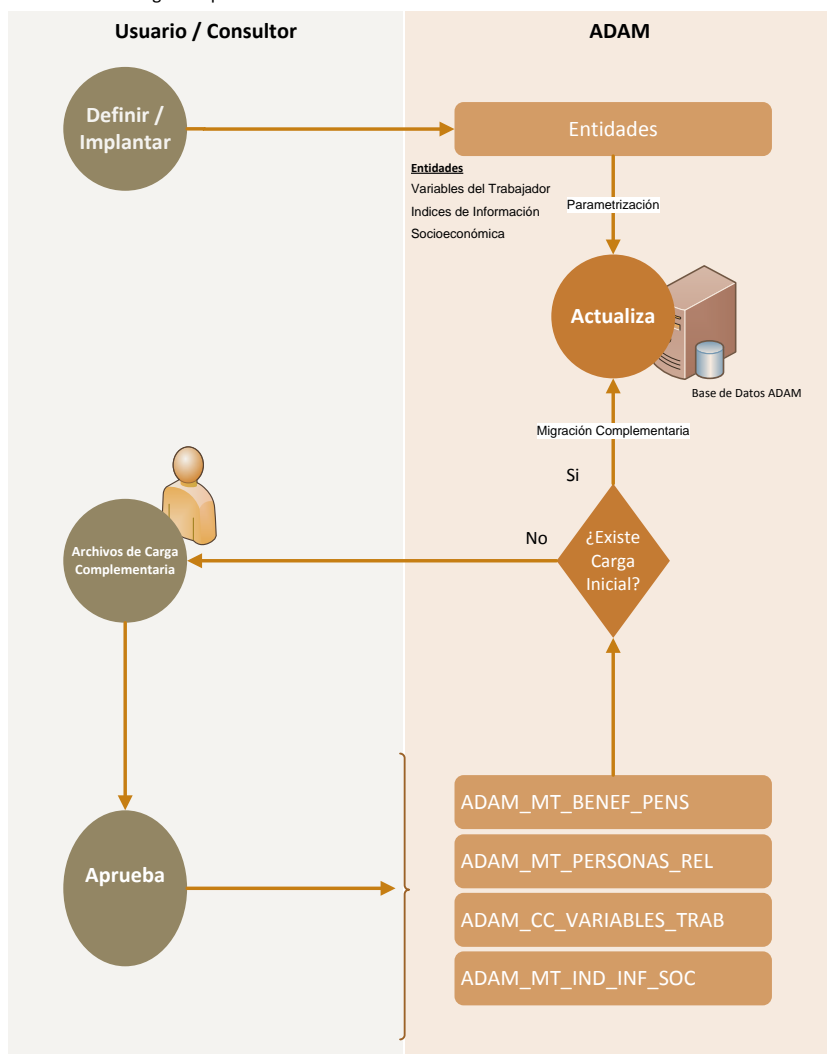 Usuario / Consultor
ADAM
Definir /
Implantar
Entidades
Entidades
Variables del Trabajador
Indices de Información
Socioeconómica
Parametrización
Actualiza
Base de Datos ADAM
Migración Complementaria
Si
No
¿Existe
Carga
Inicial?
Archivos de Carga
Complementaria
Aprueba
ADAM_MT_BENEF_PENS
ADAM_MT_PERSONAS_REL
ADAM_CC_VARIABLES_TRAB
ADAM_MT_IND_INF_SOC